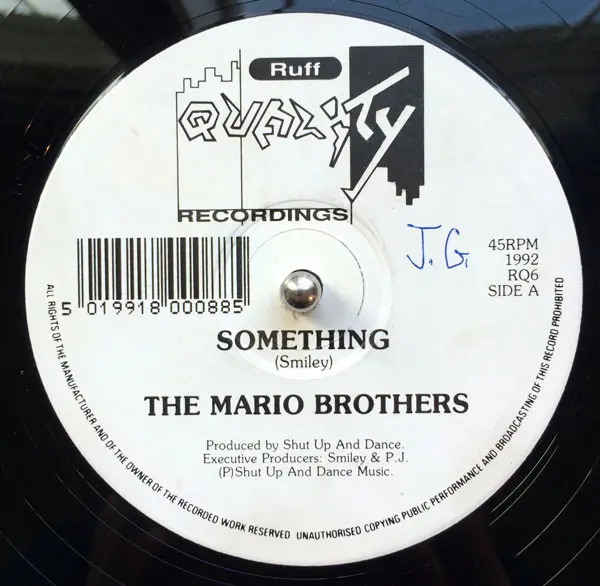 Ruff
QUALiTy
RECORDINGS
J.G.
45RPM
1992
RQ6
SIDE A
5 019918 000885
SOMETHING
(Smiley)
THE MARIO BROTHERS
Produced by Shut Up And Dance.
Executive Producers: Smiley & P.J.
(P)Shut Up And Dance Music.
ALL RIGHTS OF THE MANUFACTURER AND OF THE OWNER OF THE RECORDED WORK RESERVED UNAUTHORISED COPYING PUBLIC PERFORMANCE AND BROADCASTING OF THIS RECORD PROHIBITED